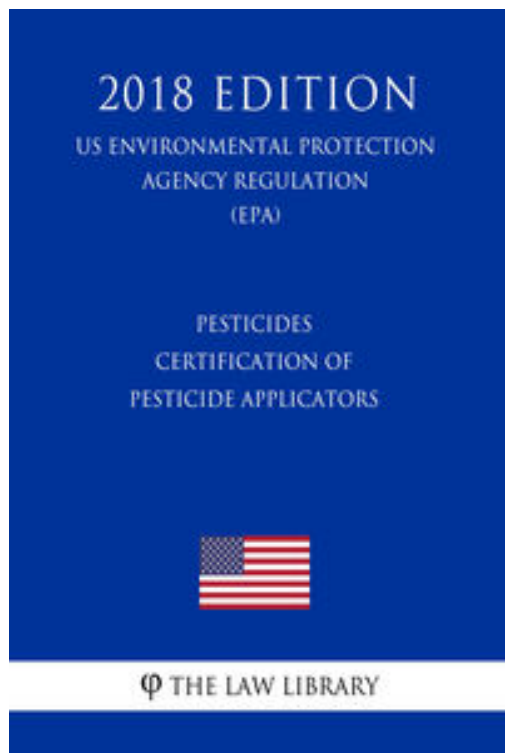 2018 EDITION
US ENVIRONMENTAL PROTECTION
AGENCY REGULATION
(EPA)
PESTICIDES
CERTIFICATION OF
PESTICIDE APPLICATORS
φ THE LAW LIBRARY